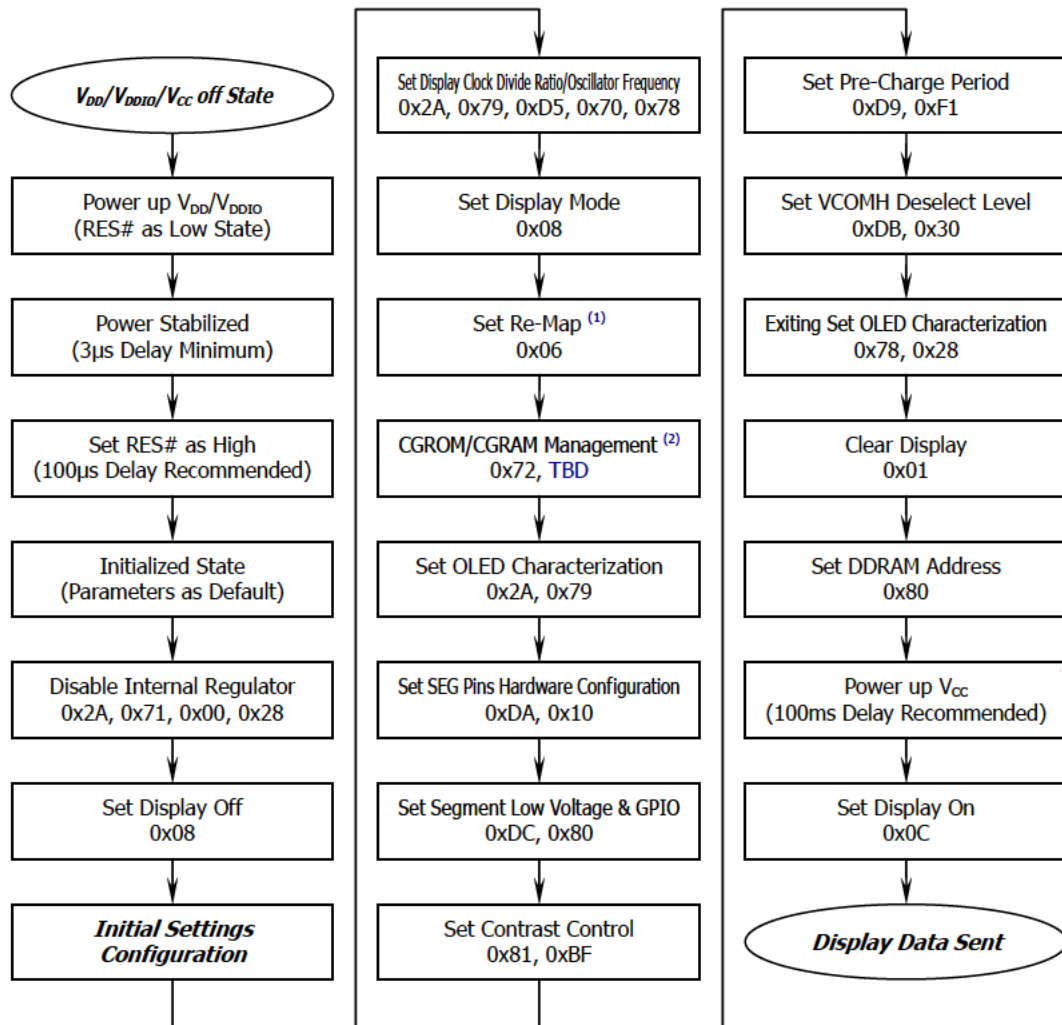 V_DD/V_DDIO/V_CC off State
Power up V_DD/V_DDIO
(RES# as Low State)
Power Stabilized
(3µs Delay Minimum)
Set RES# as High
(100µs Delay Recommended)
Initialized State
(Parameters as Default)
Disable Internal Regulator
0x2A, 0x71, 0x00, 0x28
Set Display Off
0x08
Initial Settings
Configuration
Set Display Clock Divide Ratio/Oscillator Frequency
0x2A, 0x79, 0xD5, 0x70, 0x78
Set Display Mode
0x08
Set Re-Map (1)
0x06
CGROM/CGRAM Management (2)
0x72, TBD
Set OLED Characterization
0x2A, 0x79
Set SEG Pins Hardware Configuration
0xDA, 0x10
Set Segment Low Voltage & GPIO
0xDC, 0x80
Set Contrast Control
0x81, 0xBF
Set Pre-Charge Period
0xD9, 0xF1
Set VCOMH Deselect Level
0xDB, 0x30
Exiting Set OLED Characterization
0x78, 0x28
Clear Display
0x01
Set DDRAM Address
0x80
Power up V_CC
(100ms Delay Recommended)
Set Display On
0x0C
Display Data Sent